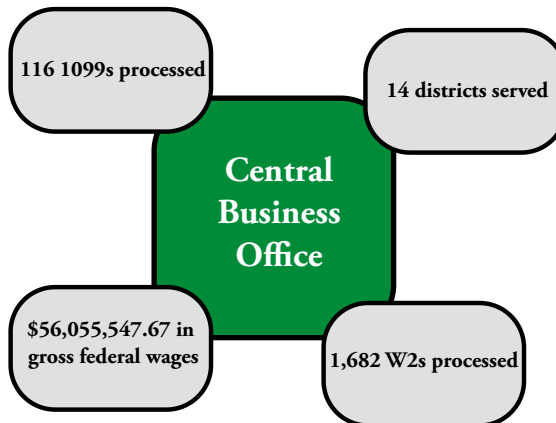 116 1099s processed
14 districts served
Central
Business
Office
$56,055,547.67 in
gross federal wages
1,682 W2s processed